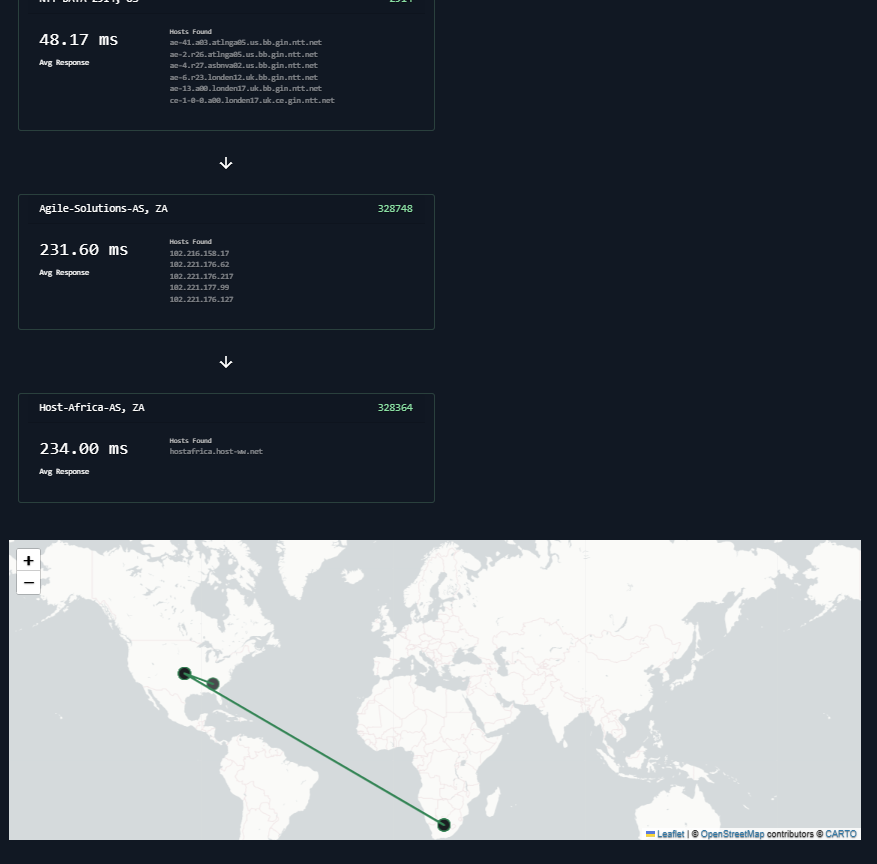 NTT-DATA-2914, US 2914
48.17 ms
Avg Response
Hosts Found
ae-41.a03.atlnga05.us.bb.gin.ntt.net
ae-2.r26.atlnga05.us.bb.gin.ntt.net
ae-4.r27.asbnva02.us.bb.gin.ntt.net
ae-6.r23.londen12.uk.bb.gin.ntt.net
ae-13.a00.londen17.uk.bb.gin.ntt.net
ce-1-0-0.a00.londen17.uk.ce.gin.ntt.net
Agile-Solutions-AS, ZA 328748
231.60 ms
Avg Response
Hosts Found
102.216.158.17
102.221.176.62
102.221.176.217
102.221.177.99
102.221.176.127
Host-Africa-AS, ZA 328364
234.00 ms
Avg Response
Hosts Found
hostafrica.host-ww.net
+
−
Leaflet | © OpenStreetMap contributors © CARTO